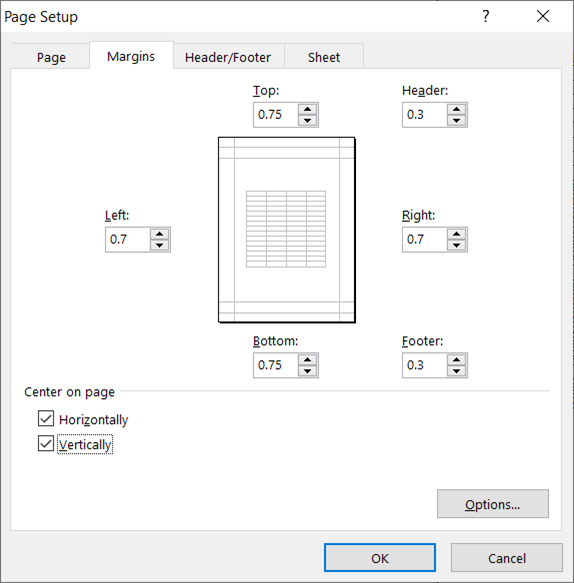 Page Setup ?
Page Margins Header/Footer Sheet
Top: Header:
0.75 0.3
Left: Right:
0.7 0.7
Bottom: Footer:
0.75 0.3
Center on page
Horizontally
Vertically
Options...
OK Cancel